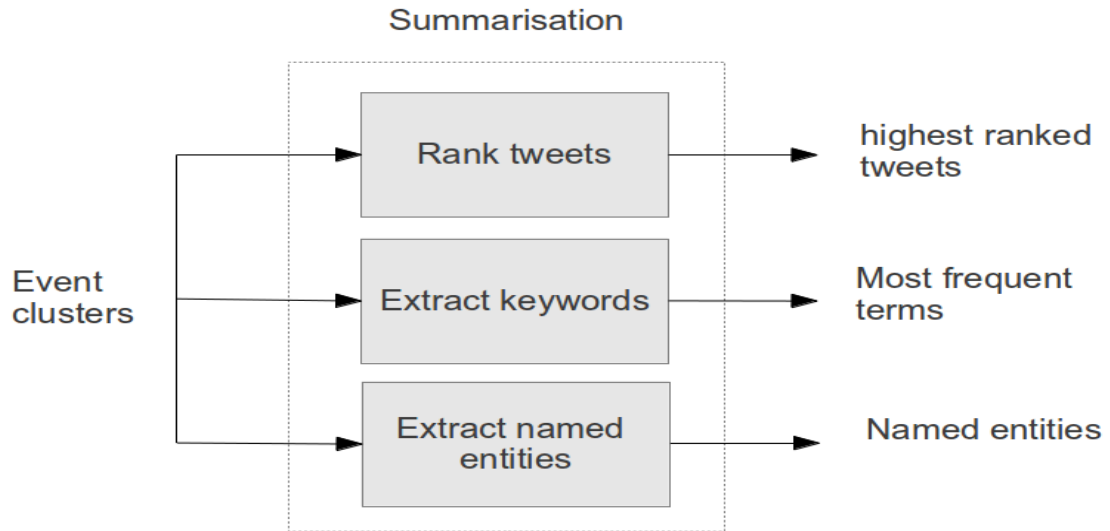 Summarisation
Rank tweets
highest ranked
tweets
Event
clusters
Extract keywords
Most frequent
terms
Extract named
entities
Named entities